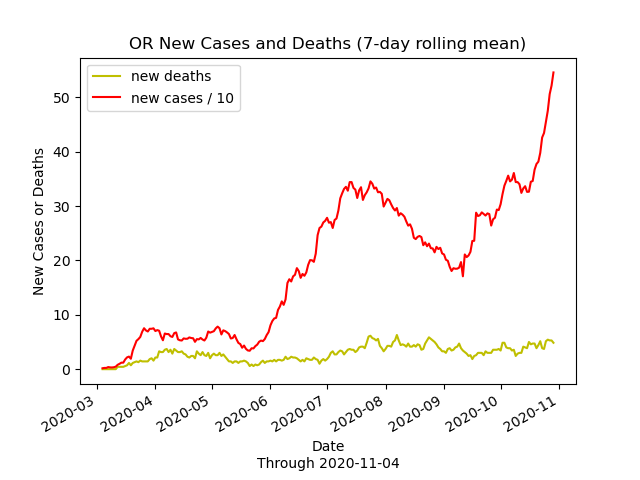 OR New Cases and Deaths (7-day rolling mean)
new deaths
new cases / 10
New Cases or Deaths
50
40
30
20
10
0
2020-03
2020-04
2020-05
2020-06
2020-07
2020-08
2020-09
2020-10
2020-11
Date
Through 2020-11-04